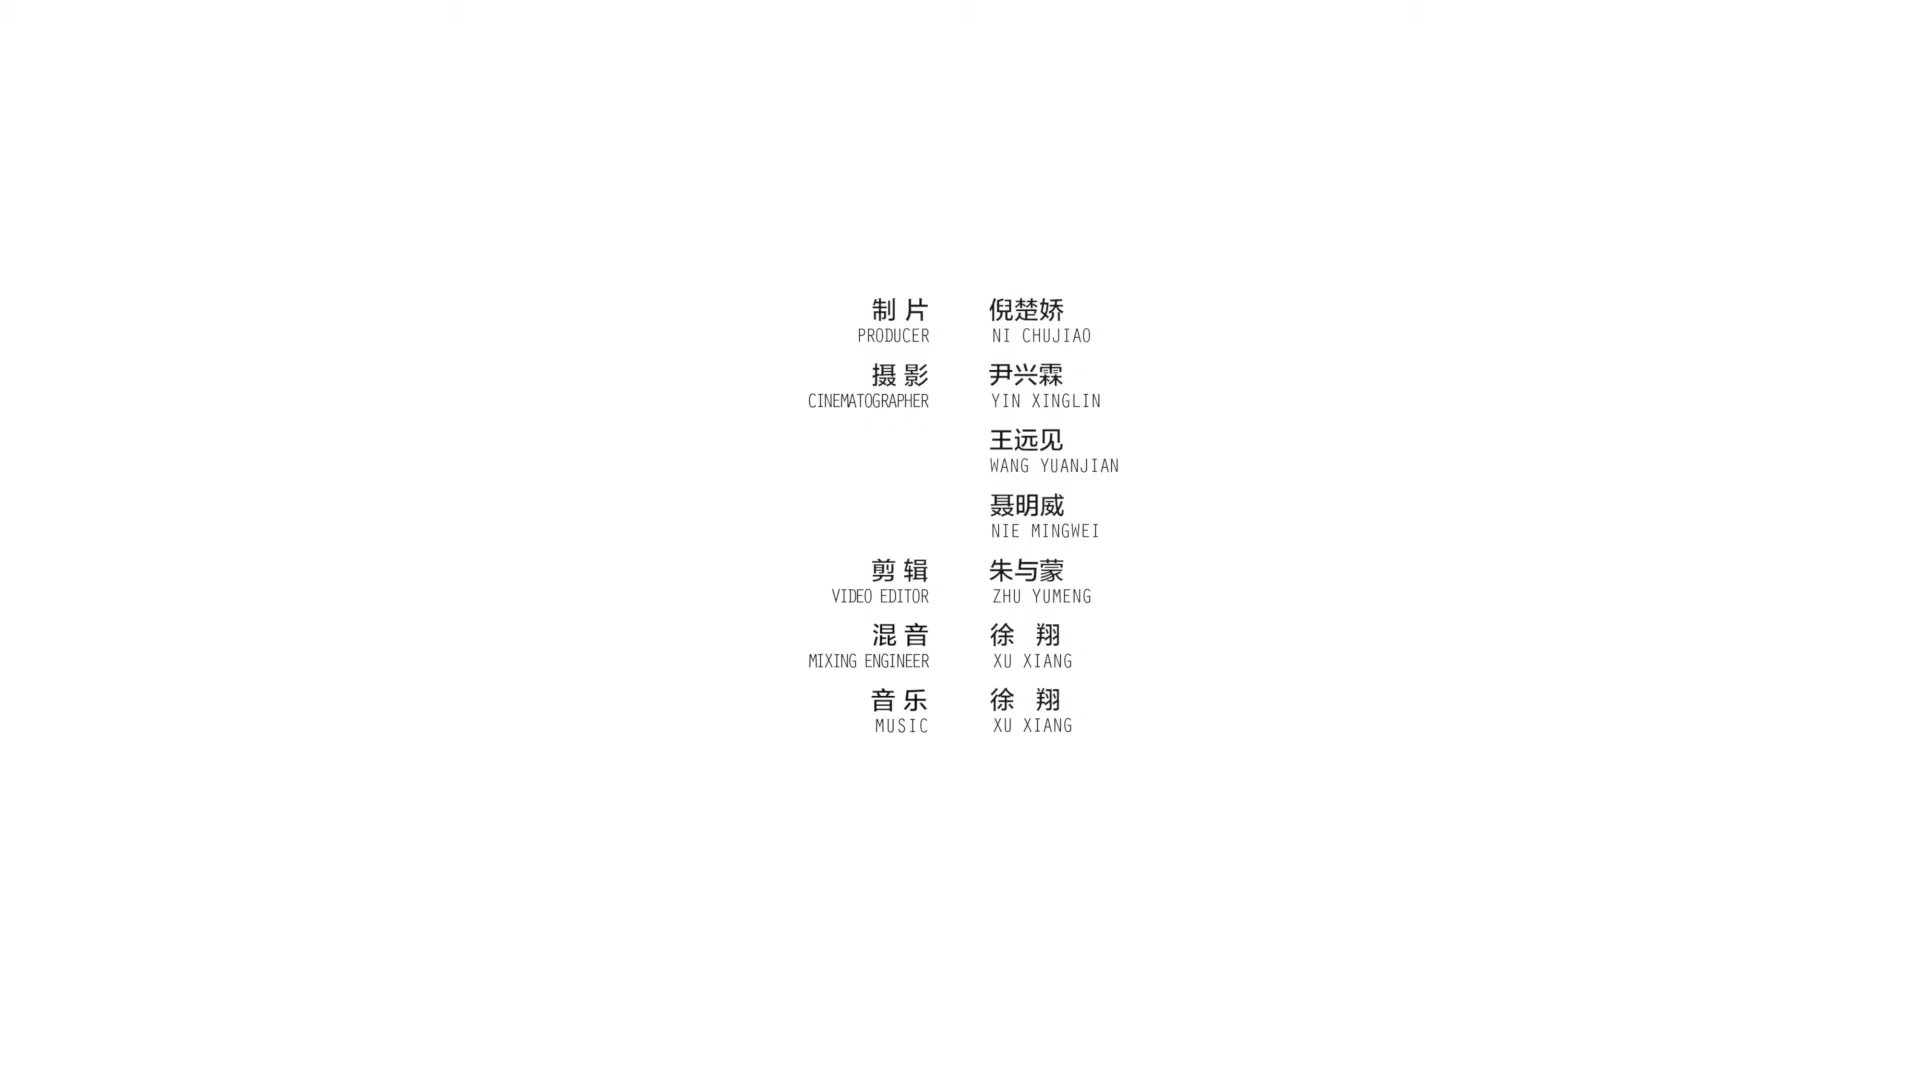 制 片 倪楚娇
PRODUCER NI CHUJIAO
摄 影 尹兴霖
CINEMATOGRAPHER YIN XINGLIN
王远见
WANG YUANJIAN
聂明威
NIE MINGWEI
剪 辑 朱与蒙
VIDEO EDITOR ZHU YUMENG
混 音 徐 翔
MIXING ENGINEER XU XIANG
音 乐 徐 翔
MUSIC XU XIANG